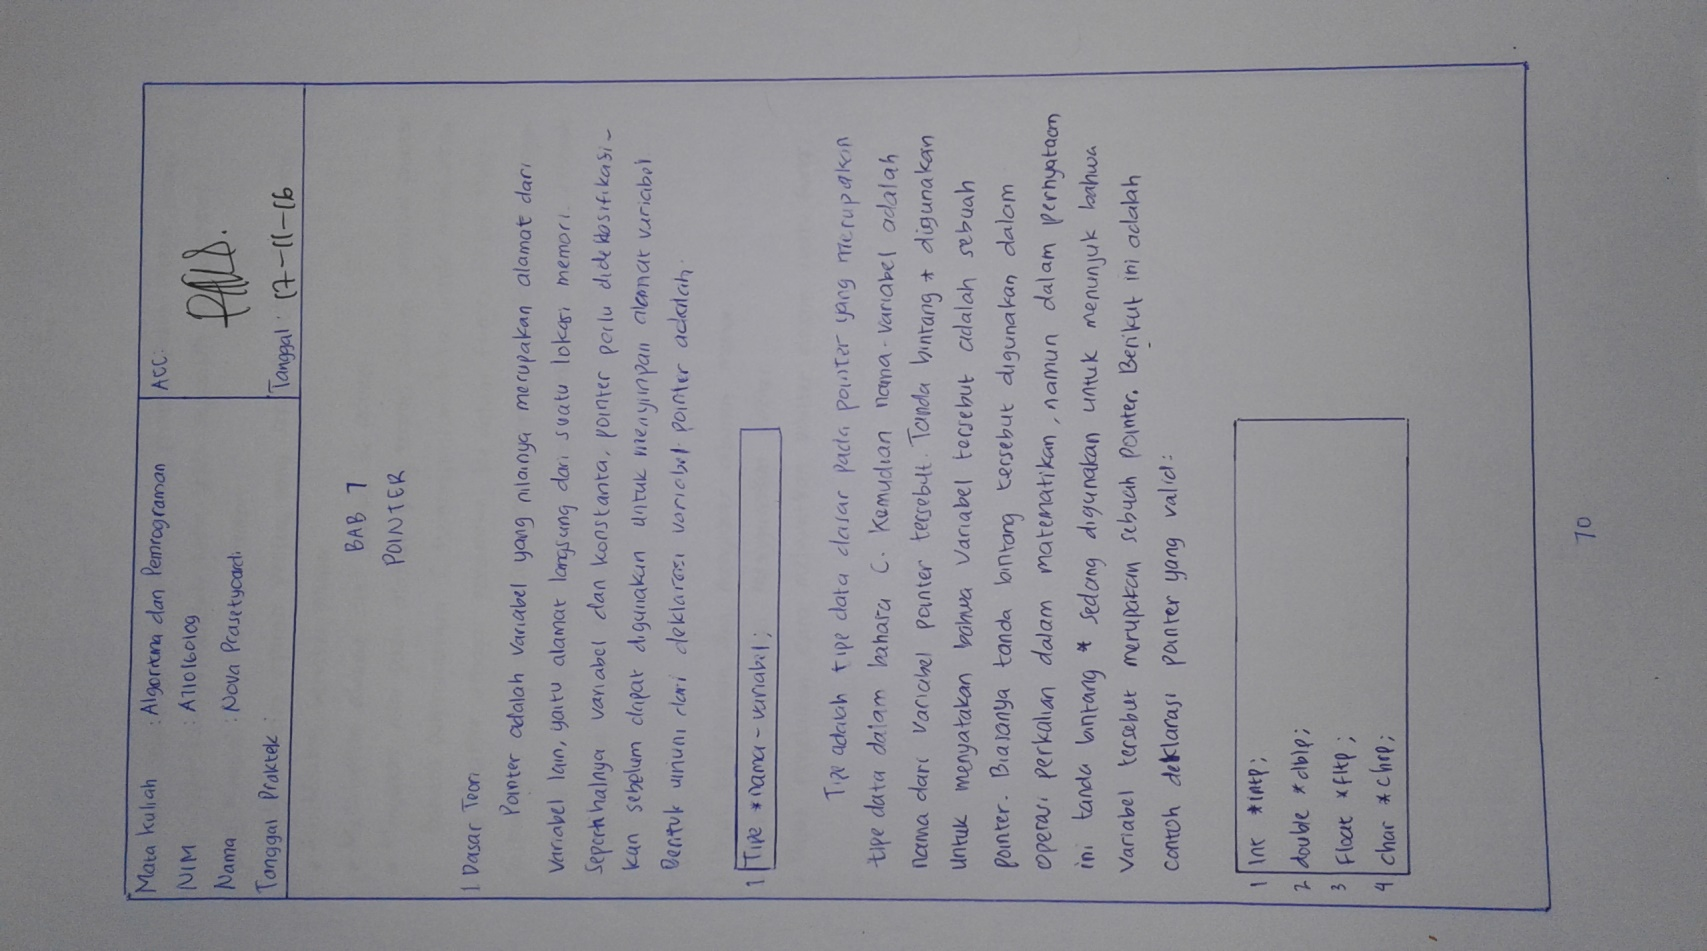 Mata kuliah : Algoritma dan Pemrograman
NIM : A11016010g
Nama : Nova Prasetyoardi
Tanggal Praktek :
ACC:
Tanggal : 17-11-16
BAB 7
POINTER
1. Dasar Teori
Pointer adalah variabel yang nilainya merupakan alamat dari
variabel lain, yaitu alamat langsung dari suatu lokasi memori.
Seperti halnya variabel dan konstanta, pointer perlu dideklasifikasi-
kan sebelum dapat digunakan untuk menyimpan alamat variabel
Bentuk umum dari deklarasi variabel pointer adalah.
1 Tipe *nama-variabil;
Tipe adalah tipe data dasar pada pointer yang merupakan
tipe data dalam bahasa C. Kemudian nama-variabel adalah
nama dari variabel pointer tersebut. Tanda bintang * digunakan
untuk menyatakan bahwa variabel tersebut adalah sebuah
pointer. Biasanya tanda bintang tersebut digunakan dalam
operasi perkalian dalam matematikan, namun dalam pernyataan
ini tanda bintang * sedang digunakan untuk menunjuk bahwa
variabel tersebut merupakan sebuah pointer. Berikut ini adalah
contoh deklarasi pointer yang valid:
1 Int *intp;
2 double *dblp;
3 Float *fltp;
4 char *chrp;
70